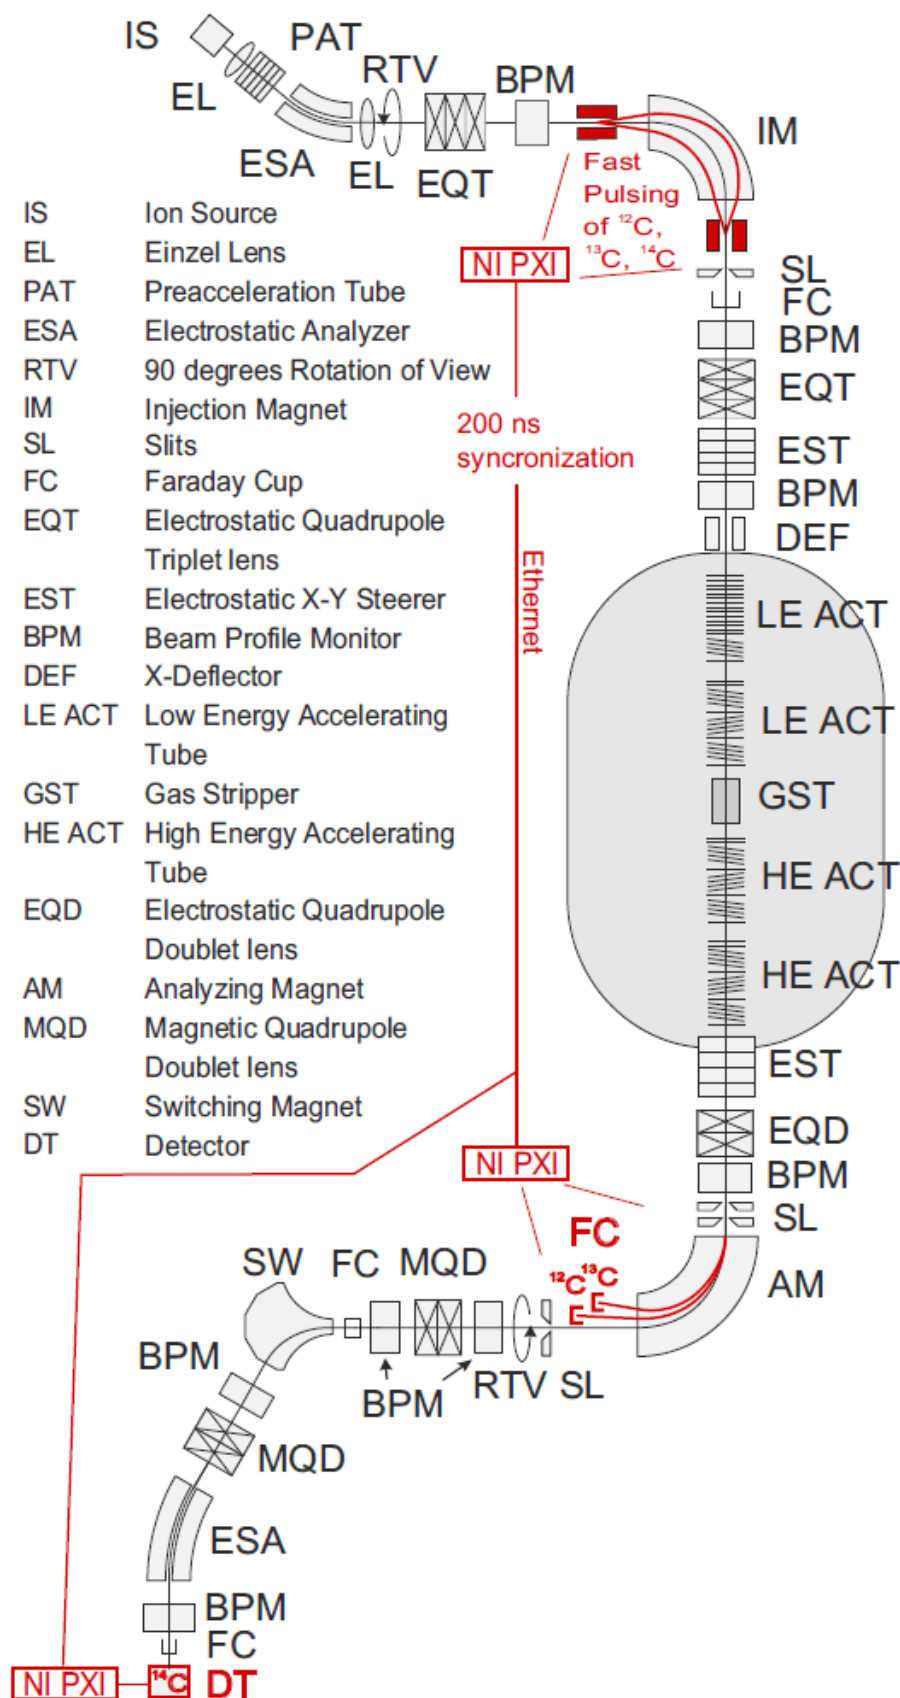 IS
PAT
EL
RTV
BPM
ESA
EL
EQT
IM
Fast
Pulsing
of ¹²C,
¹³C, ¹⁴C
NI PXI
SL
FC
BPM
EQT
EST
BPM
DEF
IS Ion Source
EL Einzel Lens
PAT Preacceleration Tube
ESA Electrostatic Analyzer
RTV 90 degrees Rotation of View
IM Injection Magnet
SL Slits
FC Faraday Cup
EQT Electrostatic Quadrupole
Triplet lens
EST Electrostatic X-Y Steerer
BPM Beam Profile Monitor
DEF X-Deflector
LE ACT Low Energy Accelerating
Tube
GST Gas Stripper
HE ACT High Energy Accelerating
Tube
EQD Electrostatic Quadrupole
Doublet lens
AM Analyzing Magnet
MQD Magnetic Quadrupole
Doublet lens
SW Switching Magnet
DT Detector
200 ns
syncronization
Ethernet
LE ACT
LE ACT
GST
HE ACT
HE ACT
EST
EQD
BPM
SL
AM
NI PXI
FC
¹²C ¹³C
SW FC MQD
BPM
BPM
RTV SL
MQD
ESA
BPM
FC
NI PXI
¹⁴C
DT